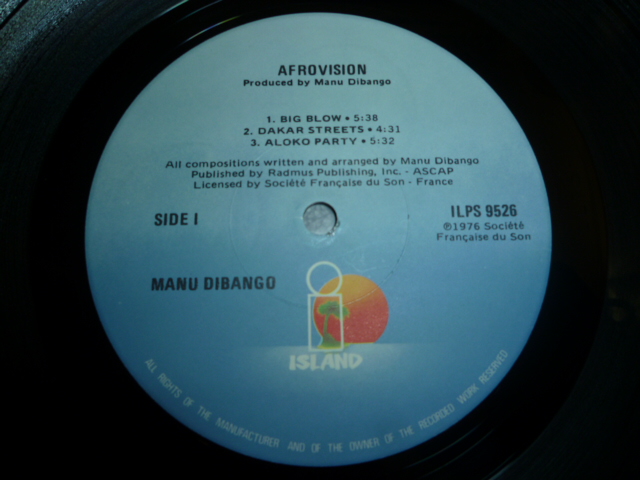 AFROVISION
Produced by Manu Dibango
1. BIG BLOW • 5:38
2. DAKAR STREETS • 4:31
3. ALOKO PARTY • 5:32
All compositions written and arranged by Manu Dibango
Published by Radmus Publishing, Inc. - ASCAP
Licensed by Société Française du Son - France
SIDE I
ILPS 9526
℗1976 Société
Française du Son
MANU DIBANGO
ISLAND
ALL RIGHTS OF THE MANUFACTURER AND OF THE OWNER OF THE RECORDED WORK RESERVED